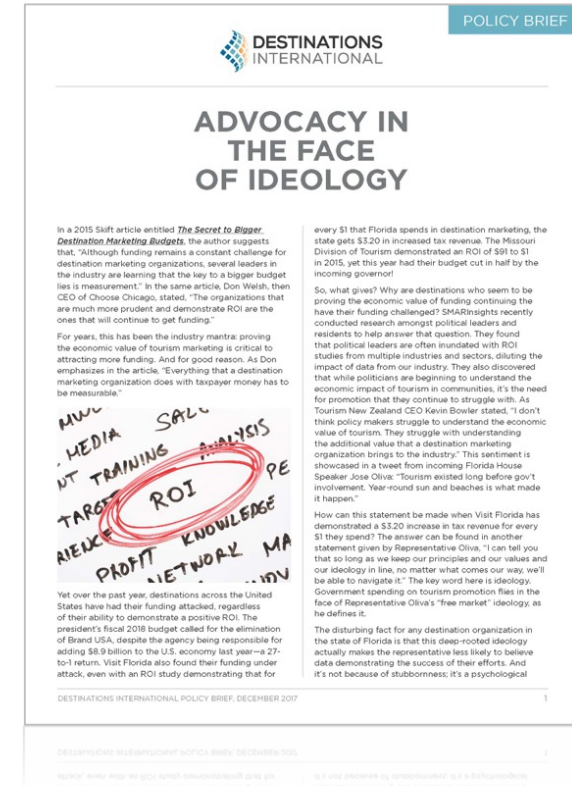 POLICY BRIEF
DESTINATIONS
INTERNATIONAL
ADVOCACY IN
THE FACE
OF IDEOLOGY
In a 2015 Skift article entitled The Secret to Bigger
Destination Marketing Budgets, the author suggests
that, "Although funding remains a constant challenge for
destination marketing organizations, several leaders in
the industry are learning that the key to a bigger budget
lies is measurement." In the same article, Don Welsh, then
CEO of Choose Chicago, stated, "The organizations that
are much more prudent and demonstrate ROI are the
ones that will continue to get funding."
For years, this has been the industry mantra: proving
the economic value of tourism marketing is critical to
attracting more funding. And for good reason. As Don
emphasizes in the article, "Everything that a destination
marketing organization does with taxpayer money has to
be measurable."
MEDIA
ANALYSIS
NT TRAINING
ROI
PE
TARGET
RIENCE
KNOWLEDGE
PROFIT
NETWORK
MA
Yet over the past year, destinations across the United
States have had their funding attacked, regardless
of their ability to demonstrate a positive ROI. The
president's fiscal 2018 budget called for the elimination
of Brand USA, despite the agency being responsible for
adding $8.9 billion to the U.S. economy last year—a 27-
to-1 return. Visit Florida also found their funding under
attack, even with an ROI study demonstrating that for
every $1 that Florida spends in destination marketing, the
state gets $3.20 in increased tax revenue. The Missouri
Division of Tourism demonstrated an ROI of $91 to $1
in 2015, yet this year had their budget cut in half by the
incoming governor!
So, what gives? Why are destinations who seem to be
proving the economic value of funding continuing the
have their funding challenged? SMARInsights recently
conducted research amongst political leaders and
residents to help answer that question. They found
that political leaders are often inundated with ROI
studies from multiple industries and sectors, diluting the
impact of data from our industry. They also discovered
that while politicians are beginning to understand the
economic impact of tourism in communities, it's the need
for promotion that they continue to struggle with. As
Tourism New Zealand CEO Kevin Bowler stated, "I don't
think policy makers struggle to understand the economic
value of tourism. They struggle with understanding
the additional value that a destination marketing
organization brings to the industry." This sentiment is
showcased in a tweet from incoming Florida House
Speaker Jose Oliva: "Tourism existed long before gov't
involvement. Year-round sun and beaches is what made
it happen."
How can this statement be made when Visit Florida has
demonstrated a $3.20 increase in tax revenue for every
$1 they spend? The answer can be found in another
statement given by Representative Oliva, "I can tell you
that so long as we keep our principles and our values and
our ideology in line, no matter what comes our way, we'll
be able to navigate it." The key word here is ideology.
Government spending on tourism promotion flies in the
face of Representative Oliva's "free market" ideology, as
he defines it.
The disturbing fact for any destination organization in
the state of Florida is that this deep-rooted ideology
actually makes the representative less likely to believe
data demonstrating the success of their efforts. And
it's not because of stubbornness; it's a psychological
DESTINATIONS INTERNATIONAL POLICY BRIEF, DECEMBER 2017
1